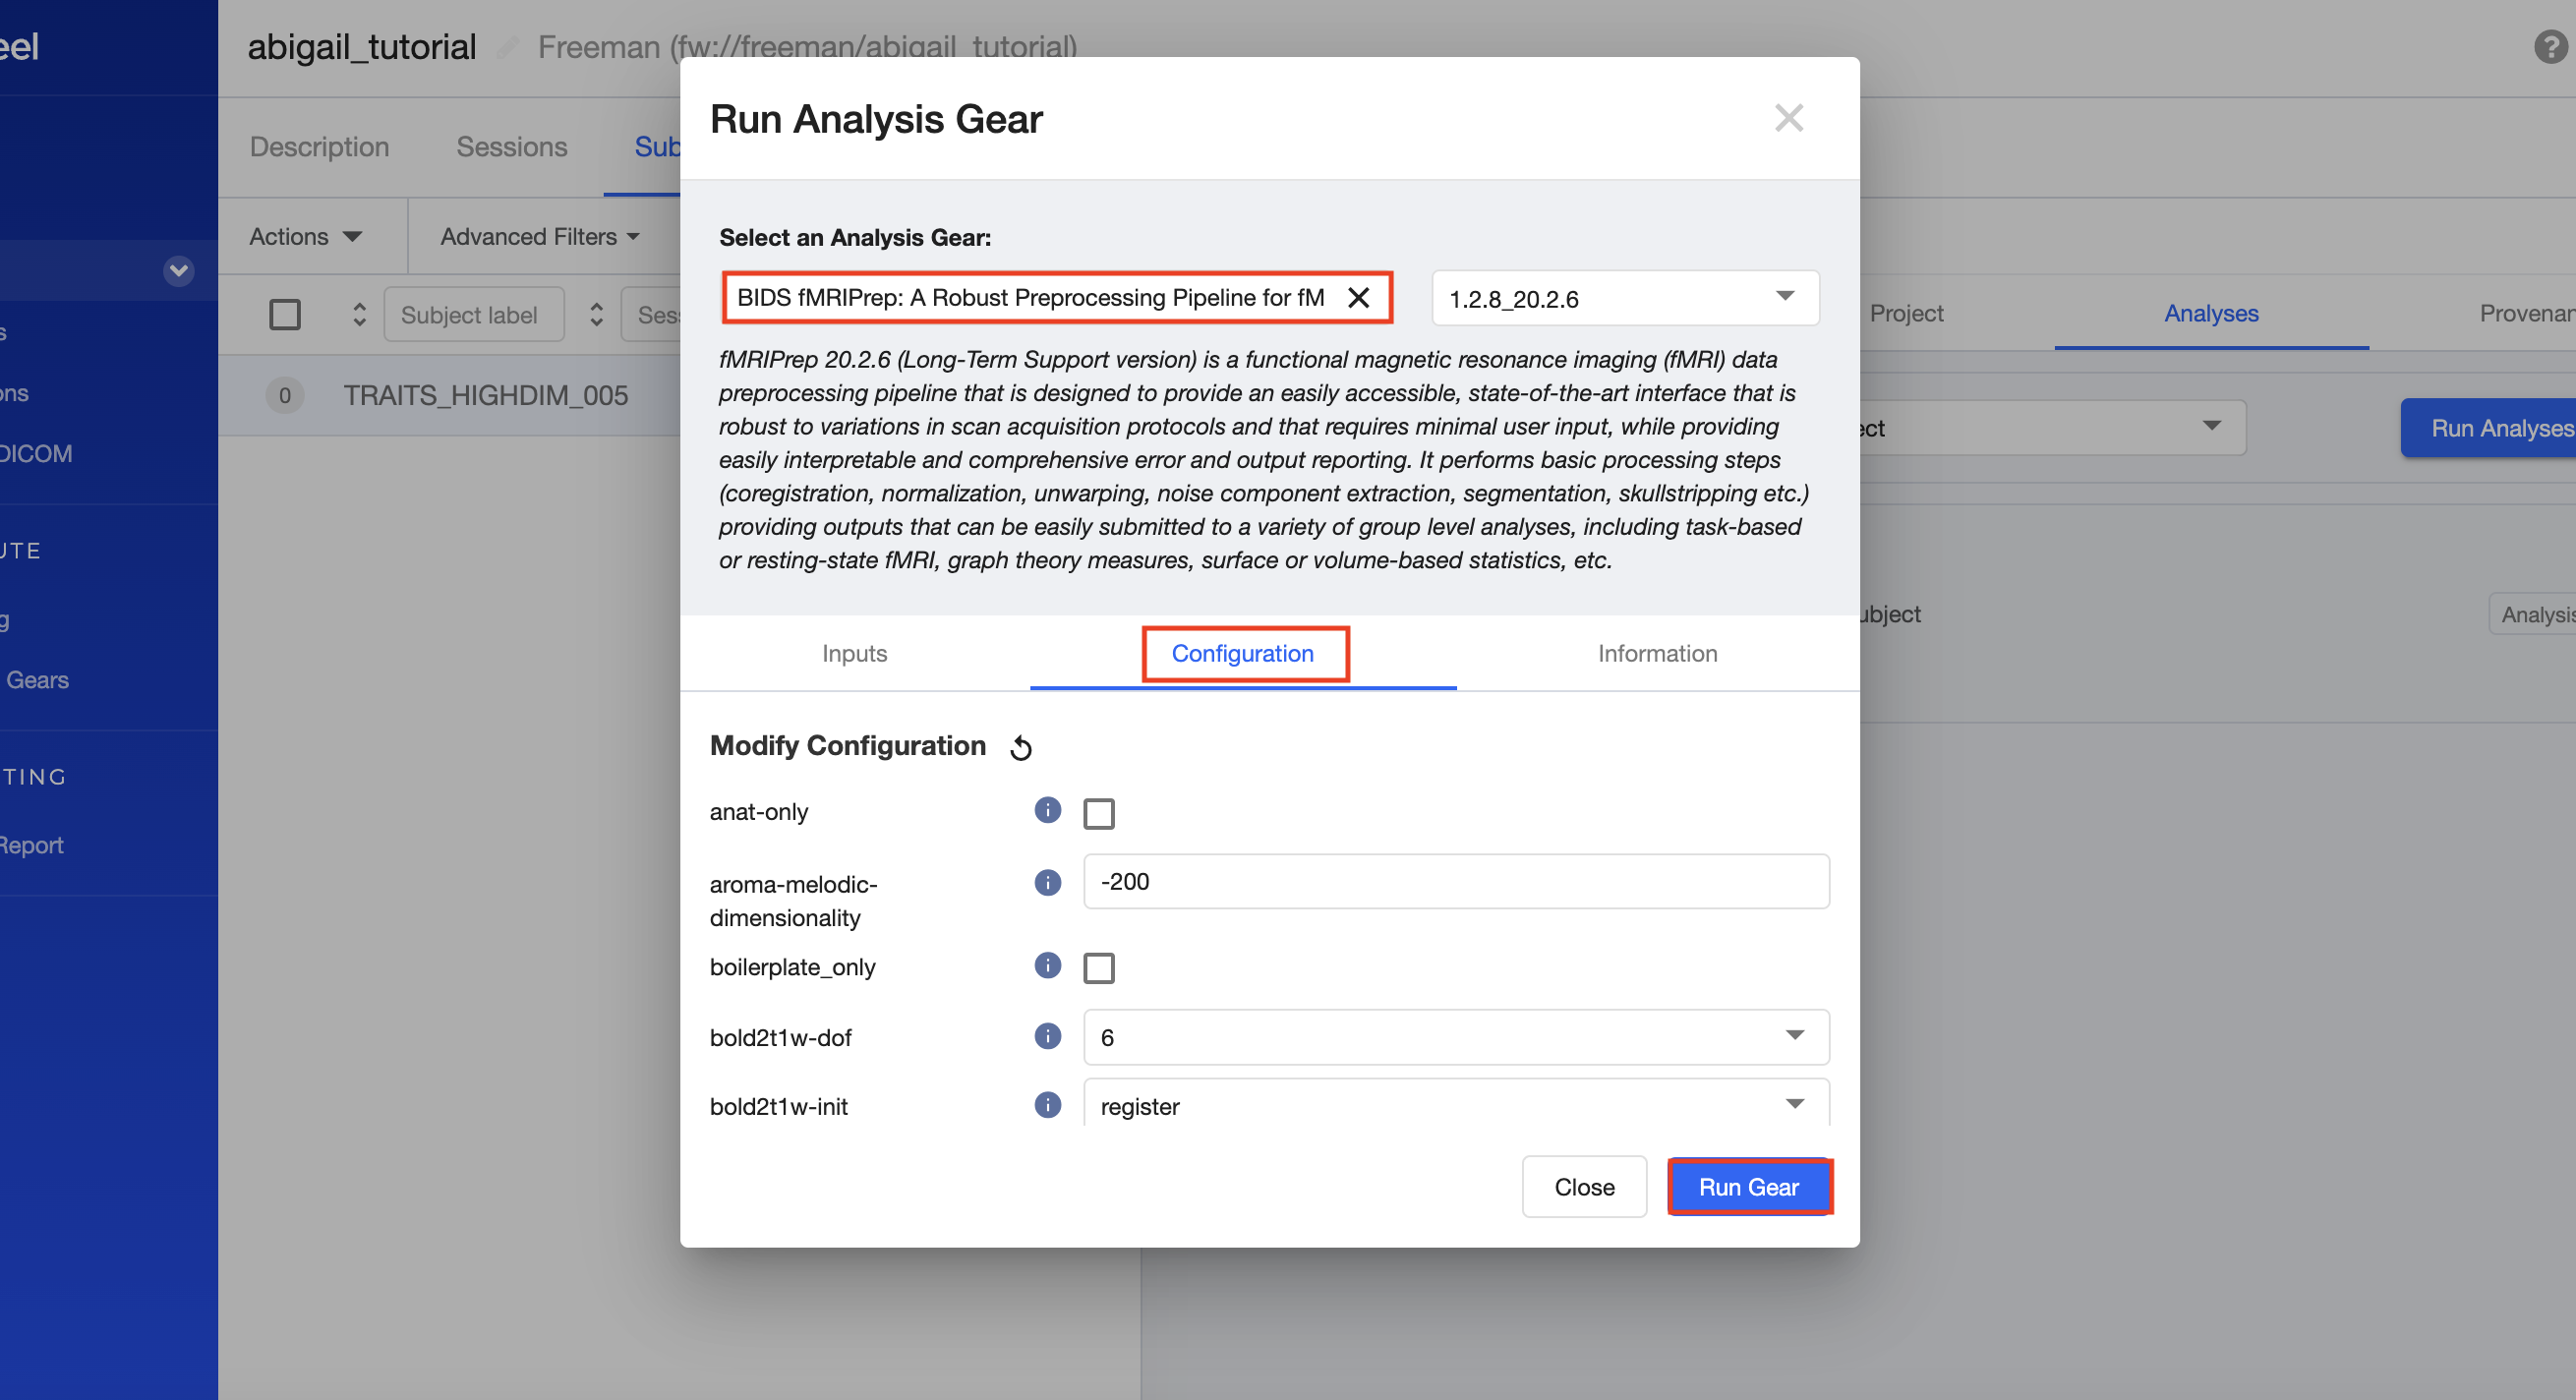 eel
abigail_tutorial Freeman (fw://freeman/abigail_tutorial)
Description Sessions Sub
Actions Advanced Filters
Subject label Ses
0 TRAITS_HIGHDIM_005
s
ons
DICOM
UTE
g
Gears
TING
Report
Run Analysis Gear
Select an Analysis Gear:
BIDS fMRIPrep: A Robust Preprocessing Pipeline for fM
1.2.8_20.2.6
fMRIPrep 20.2.6 (Long-Term Support version) is a functional magnetic resonance imaging (fMRI) data
preprocessing pipeline that is designed to provide an easily accessible, state-of-the-art interface that is
robust to variations in scan acquisition protocols and that requires minimal user input, while providing
easily interpretable and comprehensive error and output reporting. It performs basic processing steps
(coregistration, normalization, unwarping, noise component extraction, segmentation, skullstripping etc.)
providing outputs that can be easily submitted to a variety of group level analyses, including task-based
or resting-state fMRI, graph theory measures, surface or volume-based statistics, etc.
Inputs Configuration Information
Modify Configuration
anat-only
aroma-melodic-
dimensionality
-200
boilerplate_only
bold2t1w-dof
6
bold2t1w-init
register
Close Run Gear
?
Project Analyses Provenan
ect
Run Analyses
ubject
Analysis